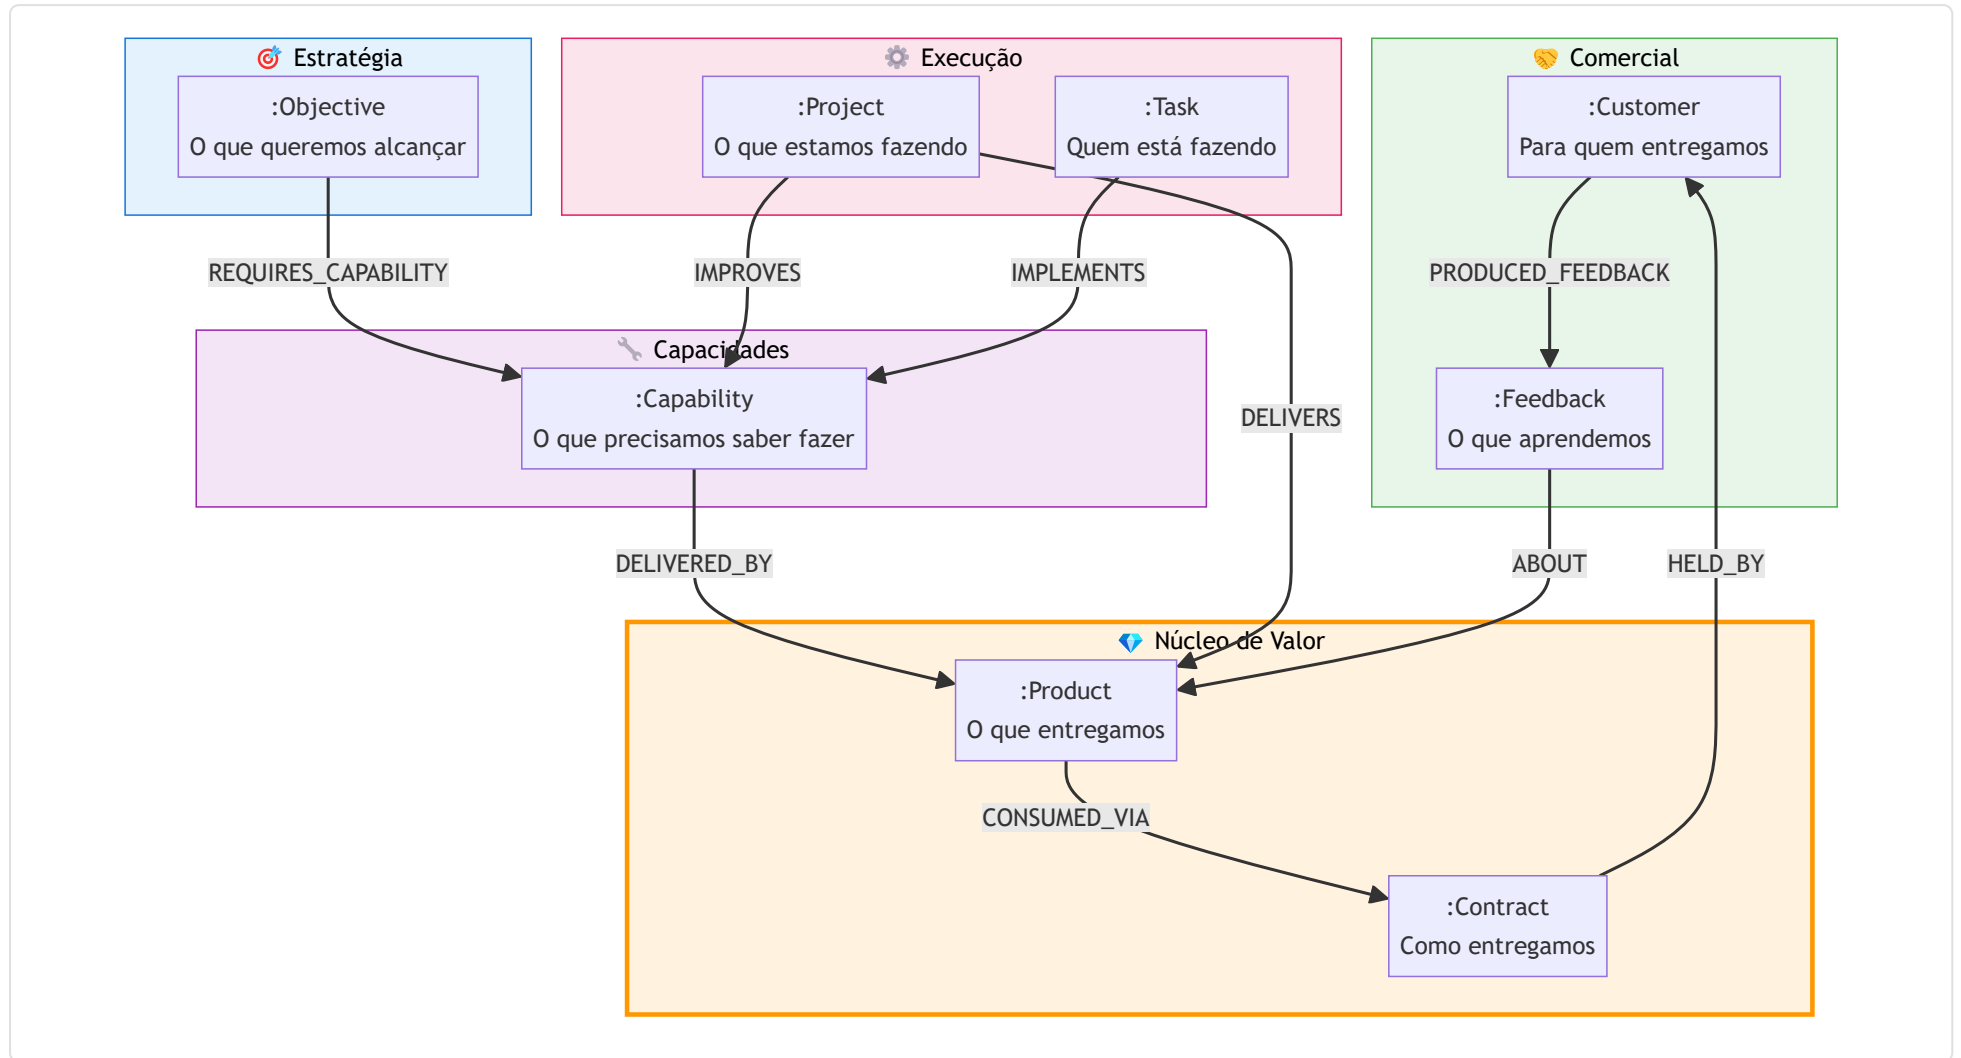 🎯 Estratégia
:Objective
O que queremos alcançar
⚙️ Execução
:Project
O que estamos fazendo
:Task
Quem está fazendo
🤝 Comercial
:Customer
Para quem entregamos
REQUIRES_CAPABILITY
IMPROVES
IMPLEMENTS
PRODUCED_FEEDBACK
🔧 Capacidades
:Capability
O que precisamos saber fazer
DELIVERS
:Feedback
O que aprendemos
DELIVERED_BY
ABOUT
HELD_BY
💎 Núcleo de Valor
:Product
O que entregamos
CONSUMED_VIA
:Contract
Como entregamos